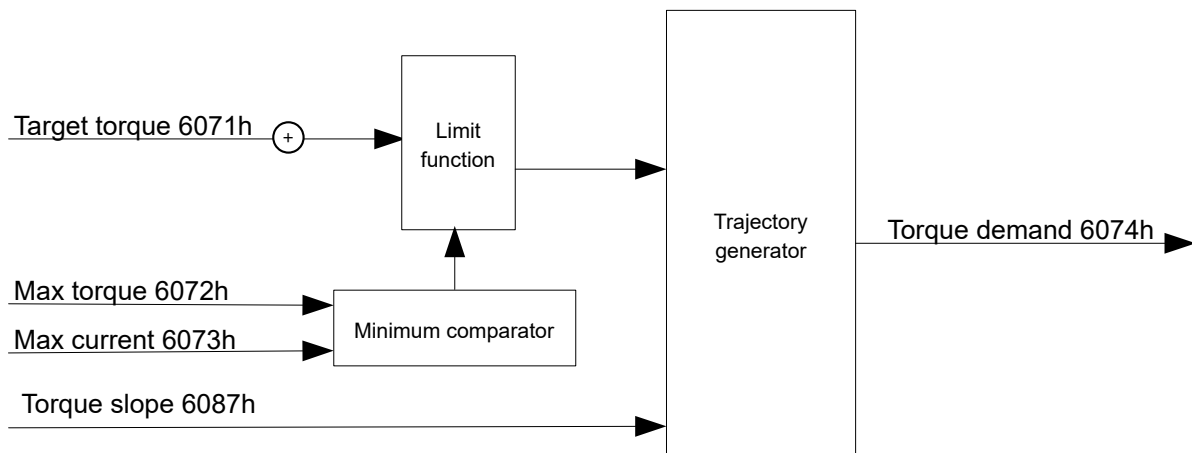 Target torque 6071h
+
Limit
function
Trajectory
generator
Torque demand 6074h
Max torque 6072h
Minimum comparator
Max current 6073h
Torque slope 6087h